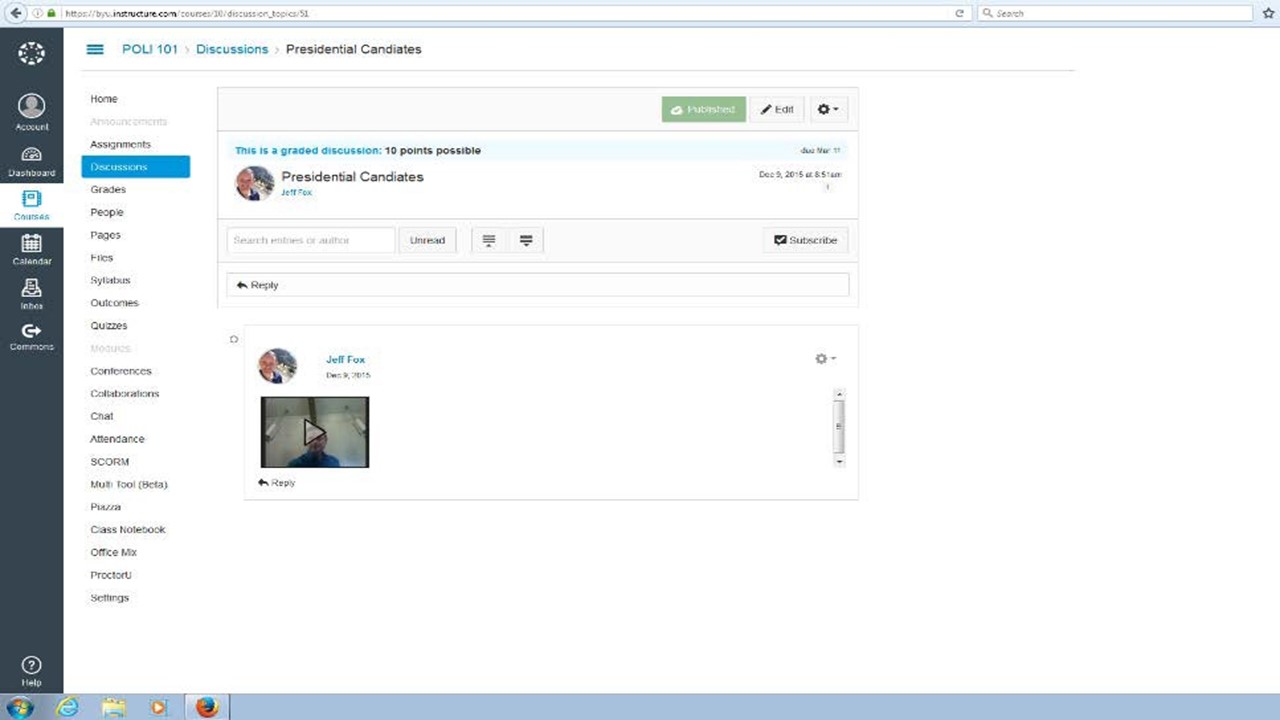 https://byu.instructure.com/courses/10/discussion_topics/51
Search
POLI 101 › Discussions › Presidential Candiates
Account
Dashboard
Courses
Calendar
Inbox
Commons
Help
Home
Announcements
Assignments
Discussions
Grades
People
Pages
Files
Syllabus
Outcomes
Quizzes
Modules
Conferences
Collaborations
Chat
Attendance
SCORM
Multi Tool (Beta)
Piazza
Class Notebook
Office Mix
ProctorU
Settings
Published
Edit
This is a graded discussion: 10 points possible
due Mar 11
Presidential Candiates
Dec 9, 2015 at 8:51am
Jeff Fox
1
Search entries or author
Unread
Subscribe
Reply
Jeff Fox
Dec 9, 2015
Reply